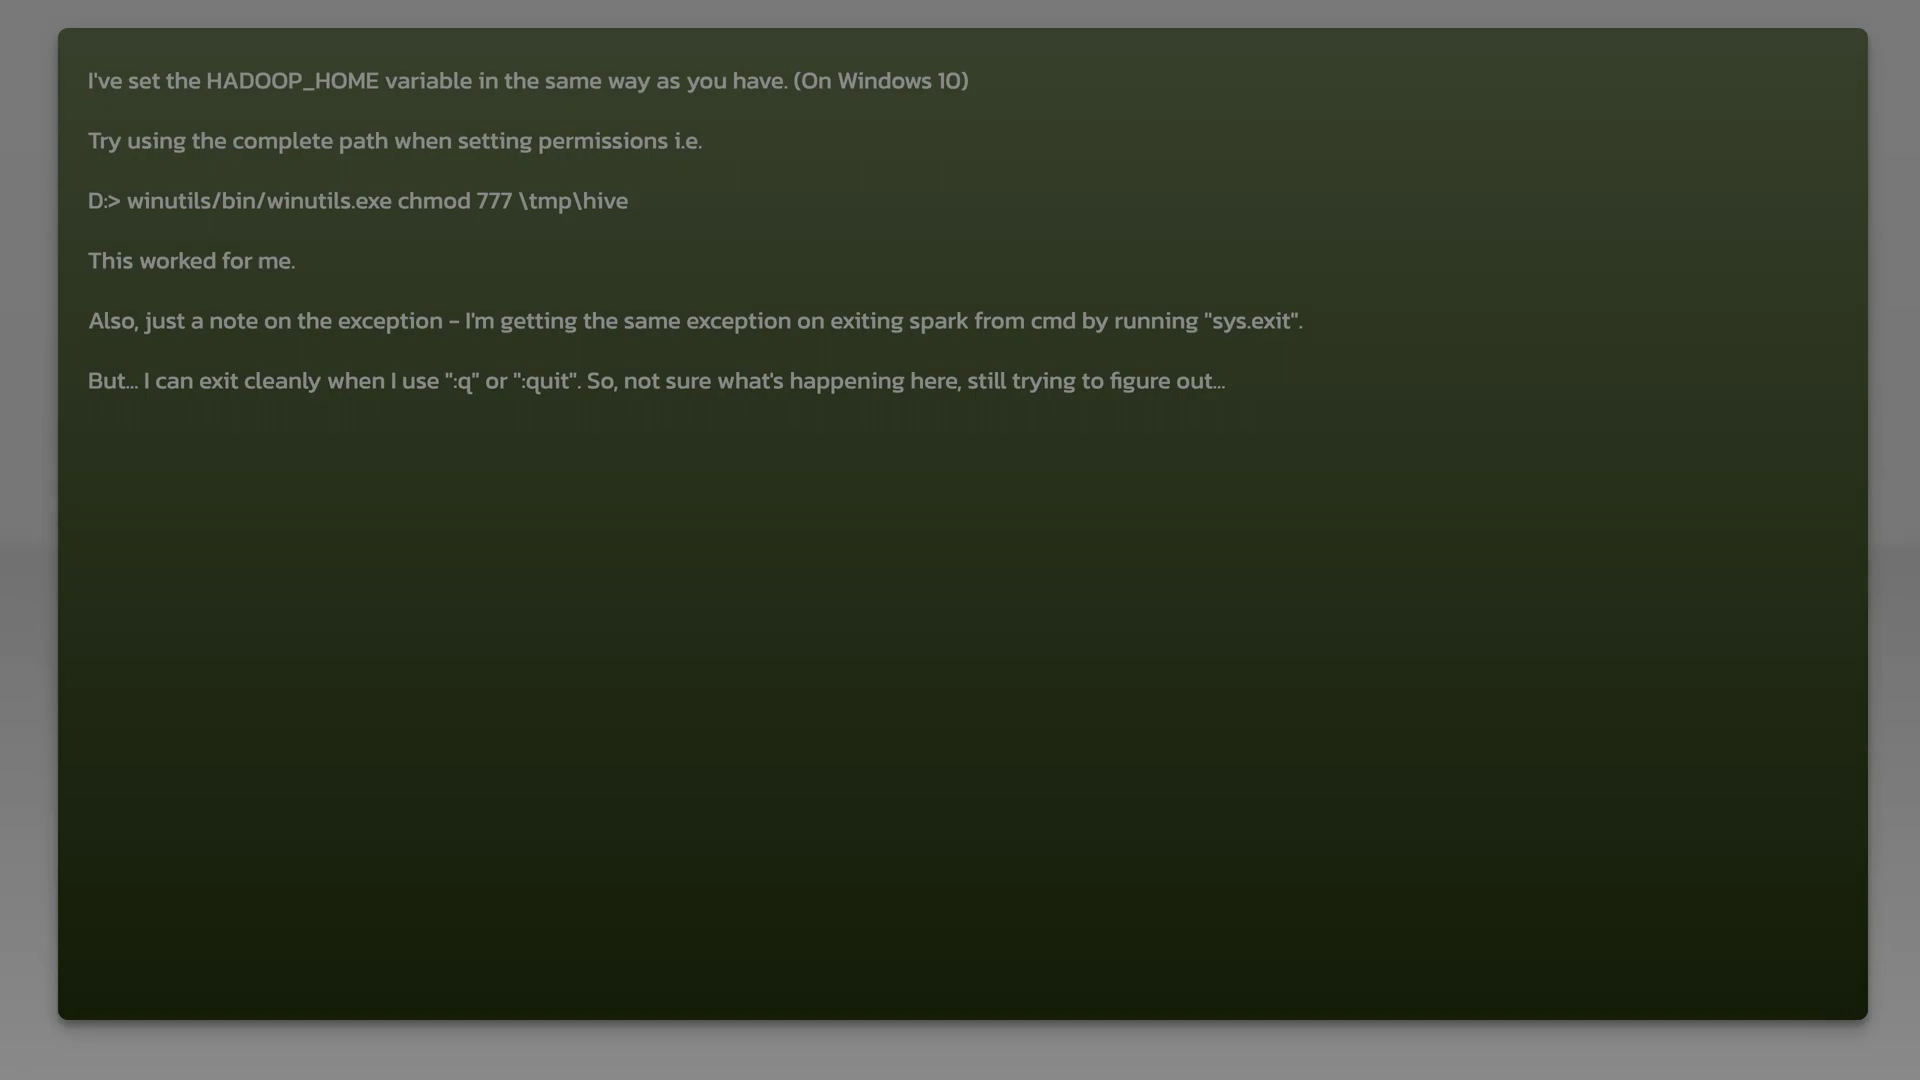 I've set the HADOOP_HOME variable in the same way as you have. (On Windows 10)
Try using the complete path when setting permissions i.e.
D:> winutils/bin/winutils.exe chmod 777 \tmp\hive
This worked for me.
Also, just a note on the exception - I'm getting the same exception on exiting spark from cmd by running "sys.exit".
But... I can exit cleanly when I use ":q" or ":quit". So, not sure what's happening here, still trying to figure out...